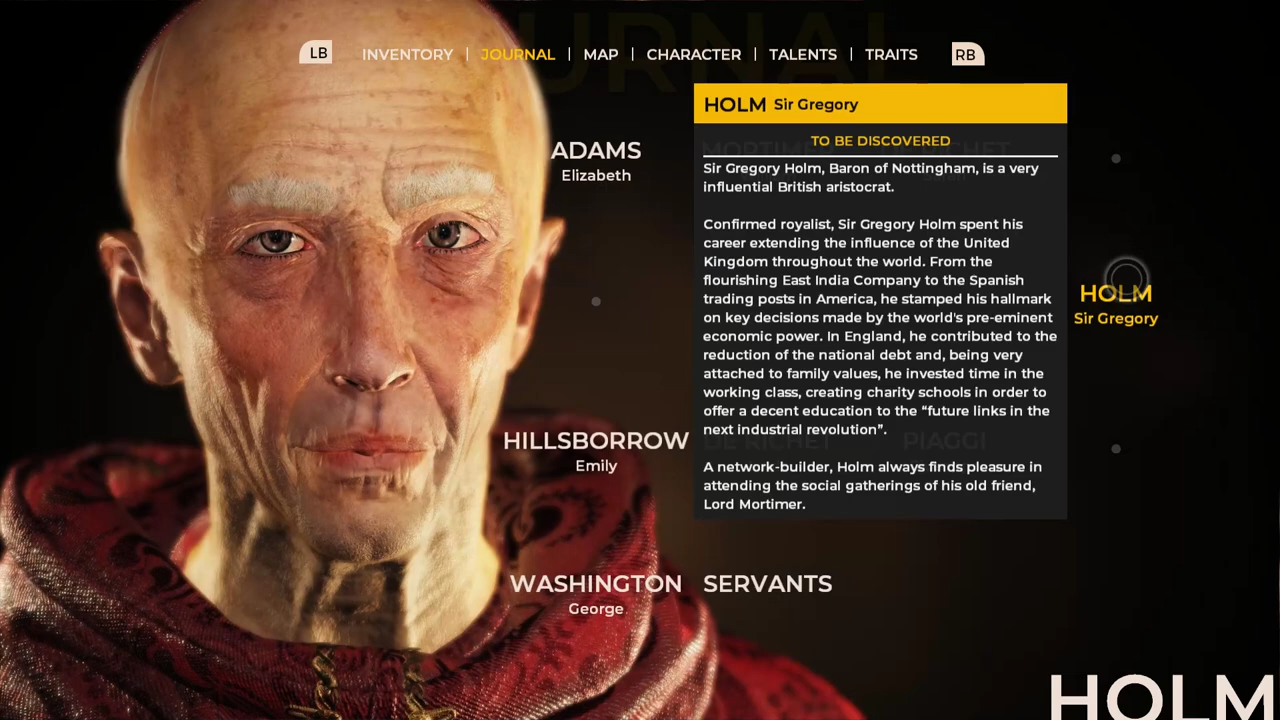 LB INVENTORY | JOURNAL | MAP | CHARACTER | TALENTS | TRAITS RB
HOLM Sir Gregory
TO BE DISCOVERED
Sir Gregory Holm, Baron of Nottingham, is a very
influential British aristocrat.
Confirmed royalist, Sir Gregory Holm spent his
career extending the influence of the United
Kingdom throughout the world. From the
flourishing East India Company to the Spanish
trading posts in America, he stamped his hallmark
on key decisions made by the world's pre-eminent
economic power. In England, he contributed to the
reduction of the national debt and, being very
attached to family values, he invested time in the
working class, creating charity schools in order to
offer a decent education to the “future links in the
next industrial revolution”.
A network-builder, Holm always finds pleasure in
attending the social gatherings of his old friend,
Lord Mortimer.
ADAMS
Elizabeth
HOLM
Sir Gregory
HILLSBORROW
Emily
DE RICHET
PIAGGI
WASHINGTON
George
SERVANTS
HOLM